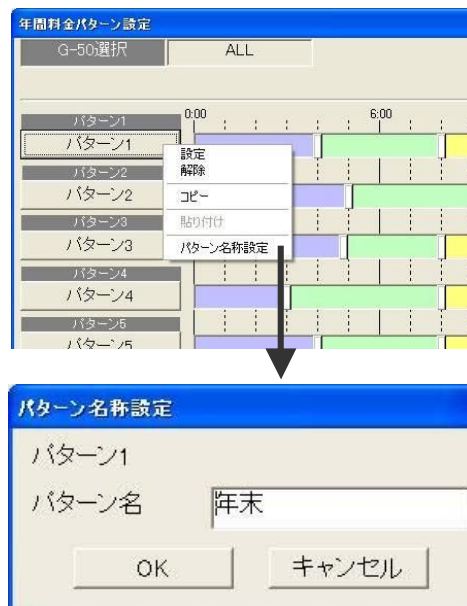 年間料金パターン設定
G-50選択 ALL
パターン1 0:00 6:00
パターン1
設定
解除
パターン2
パターン2 コピー
パターン3 貼り付け
パターン3 パターン名称設定
パターン4
パターン4
パターン5
パターン5
パターン名称設定
パターン1
パターン名 年末
OK キャンセル